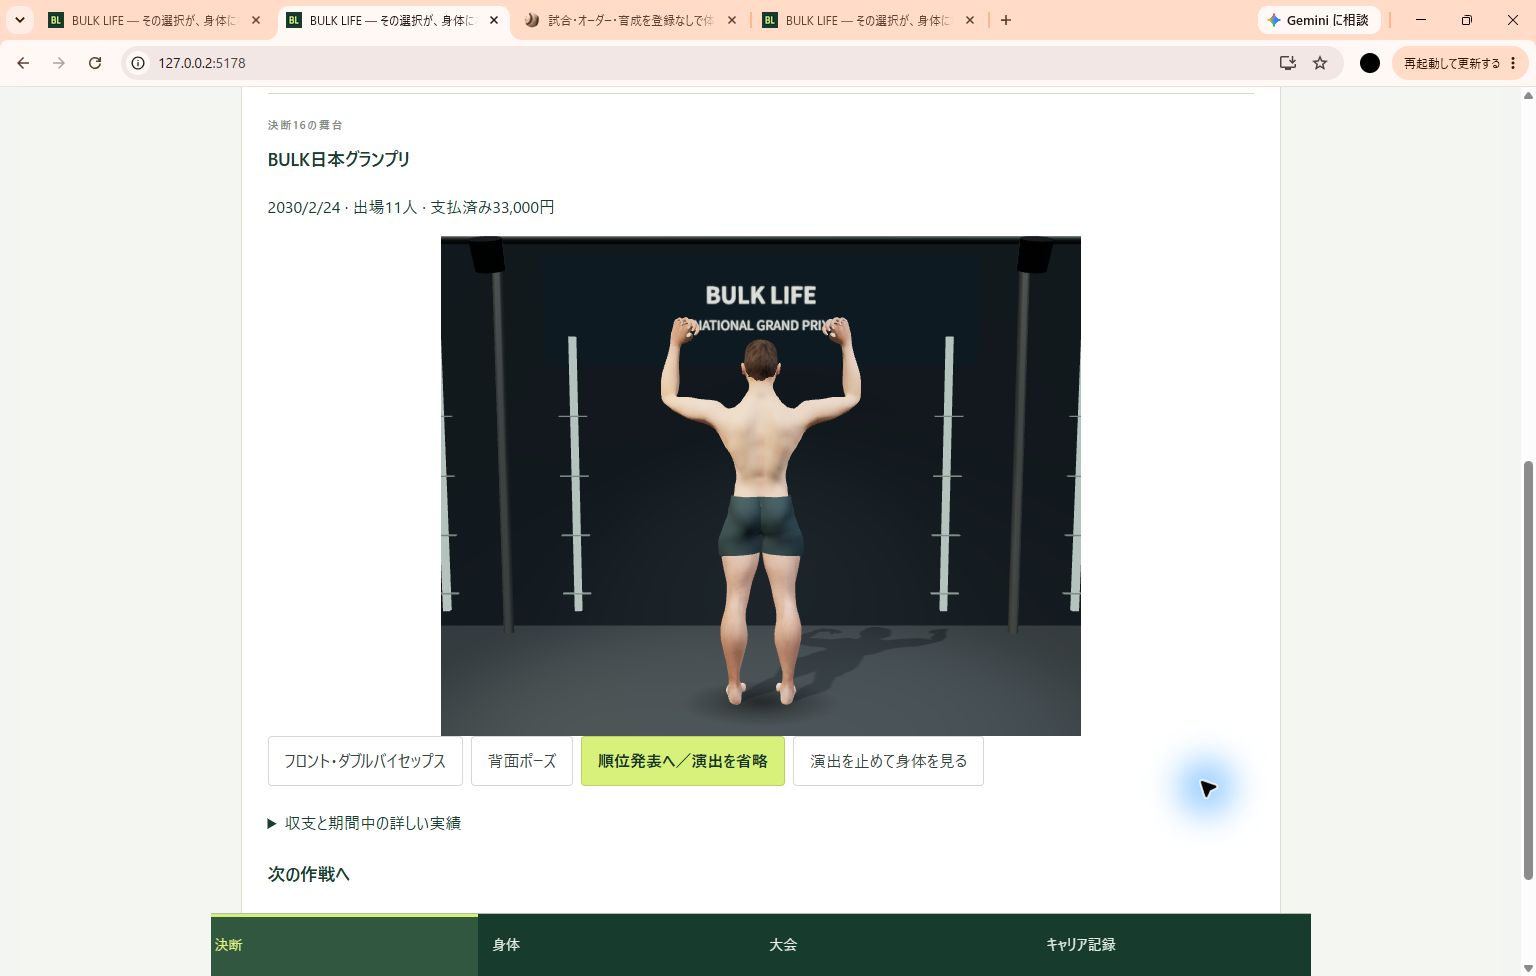 BL BULK LIFE — その選択が、身体に
BL BULK LIFE — その選択が、身体に
試合・オーダー・育成を登録なしで体
BL BULK LIFE — その選択が、身体に
Gemini に相談
127.0.0.2:5178
再起動して更新する
決断16の舞台
BULK日本グランプリ
2030/2/24 · 出場11人 · 支払済み33,000円
BULK LIFE
NATIONAL GRAND PRIX
フロント・ダブルバイセップス
背面ポーズ
順位発表へ／演出を省略
演出を止めて身体を見る
収支と期間中の詳しい実績
次の作戦へ
決断
身体
大会
キャリア記録